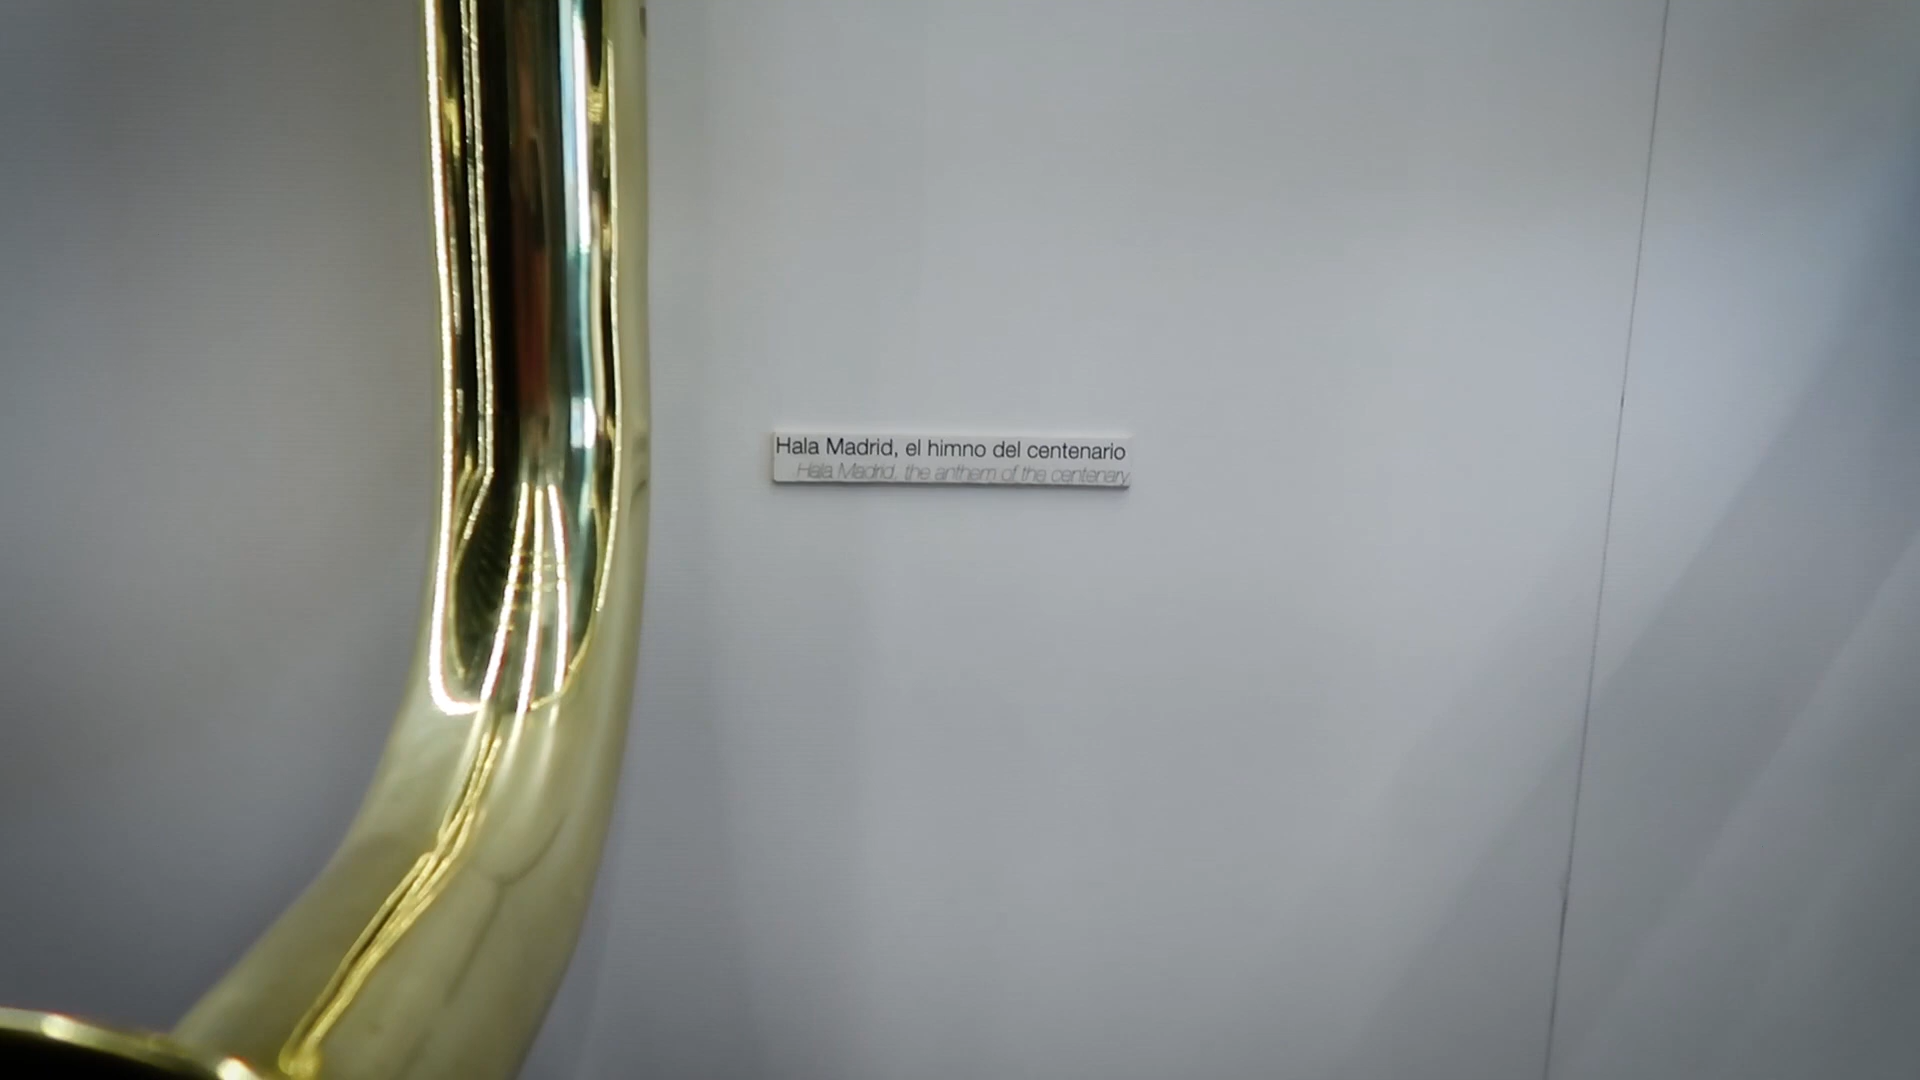 Hala Madrid, el himno del centenario
Hala Madrid, the anthem of the centenary